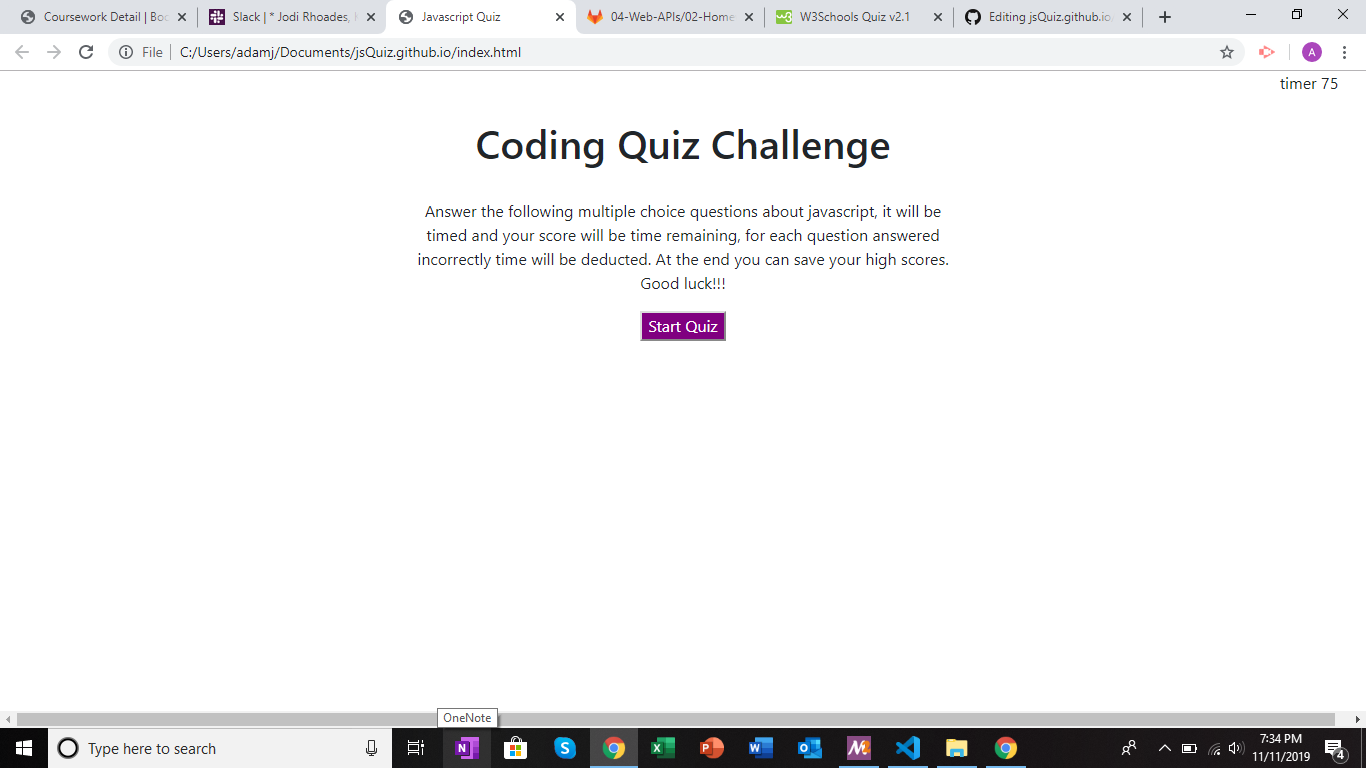 Coursework Detail | Boo
Slack | * Jodi Rhoades,
Javascript Quiz
04-Web-APIs/02-Home
W3Schools Quiz v2.1
Editing jsQuiz.github.io
File
C:/Users/adamj/Documents/jsQuiz.github.io/index.html
A
timer 75
Coding Quiz Challenge
Answer the following multiple choice questions about javascript, it will be
timed and your score will be time remaining, for each question answered
incorrectly time will be deducted. At the end you can save your high scores.
Good luck!!!
Start Quiz
OneNote
Type here to search
7:34 PM
11/11/2019
4